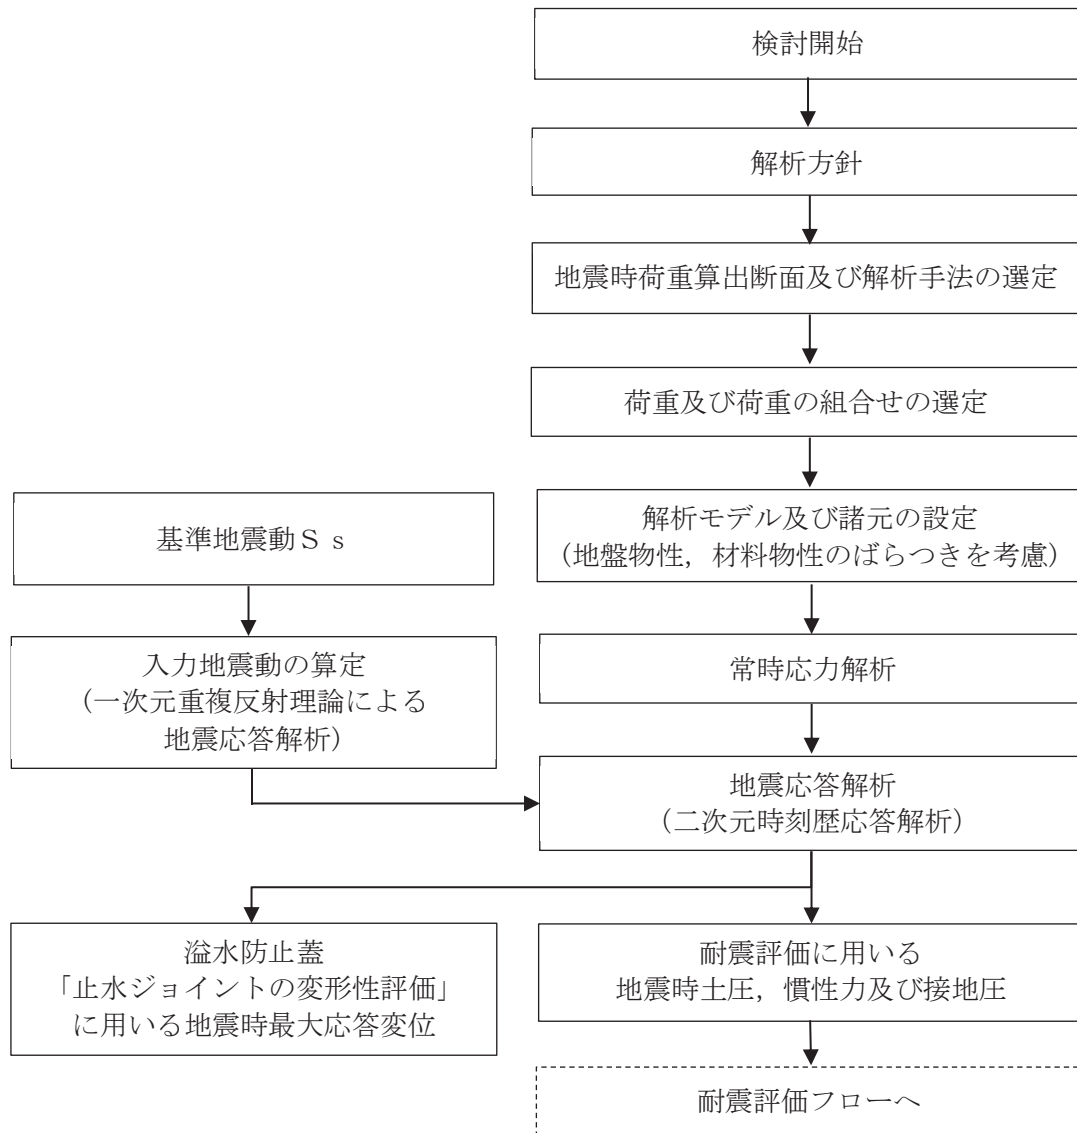 検討開始
解析方針
地震時荷重算出断面及び解析手法の選定
荷重及び荷重の組合せの選定
解析モデル及び諸元の設定
(地盤物性，材料物性のばらつきを考慮)
基準地震動Ｓｓ
入力地震動の算定
(一次元重複反射理論による
地震応答解析)
常時応力解析
地震応答解析
(二次元時刻歴応答解析)
溢水防止蓋
「止水ジョイントの変形性評価」
に用いる地震時最大応答変位
耐震評価に用いる
地震時土圧，慣性力及び接地圧
耐震評価フローへ